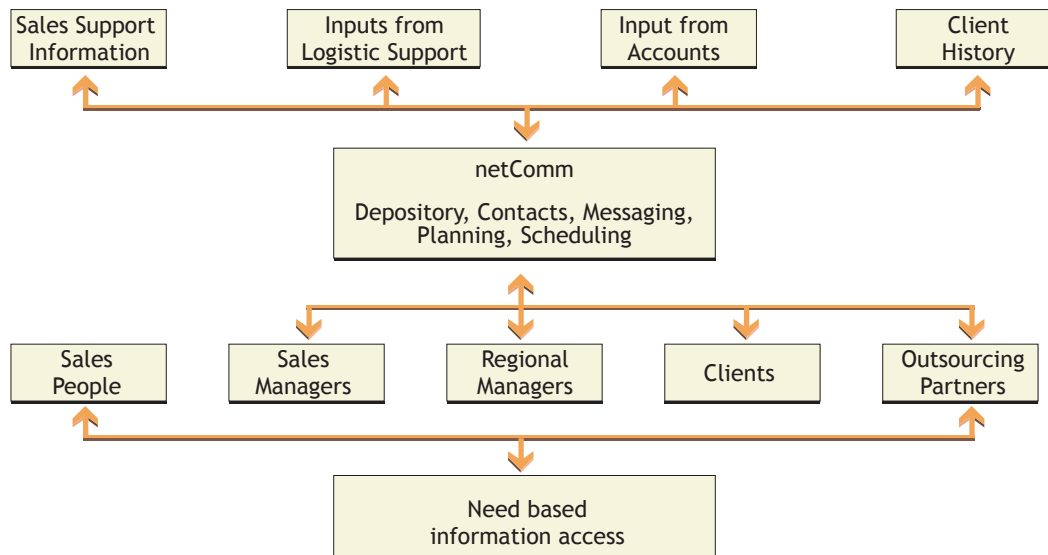 Sales Support
Information
Inputs from
Logistic Support
Input from
Accounts
Client
History
netComm
Depository, Contacts, Messaging,
Planning, Scheduling
Sales
People
Sales
Managers
Regional
Managers
Clients
Outsourcing
Partners
Need based
information access